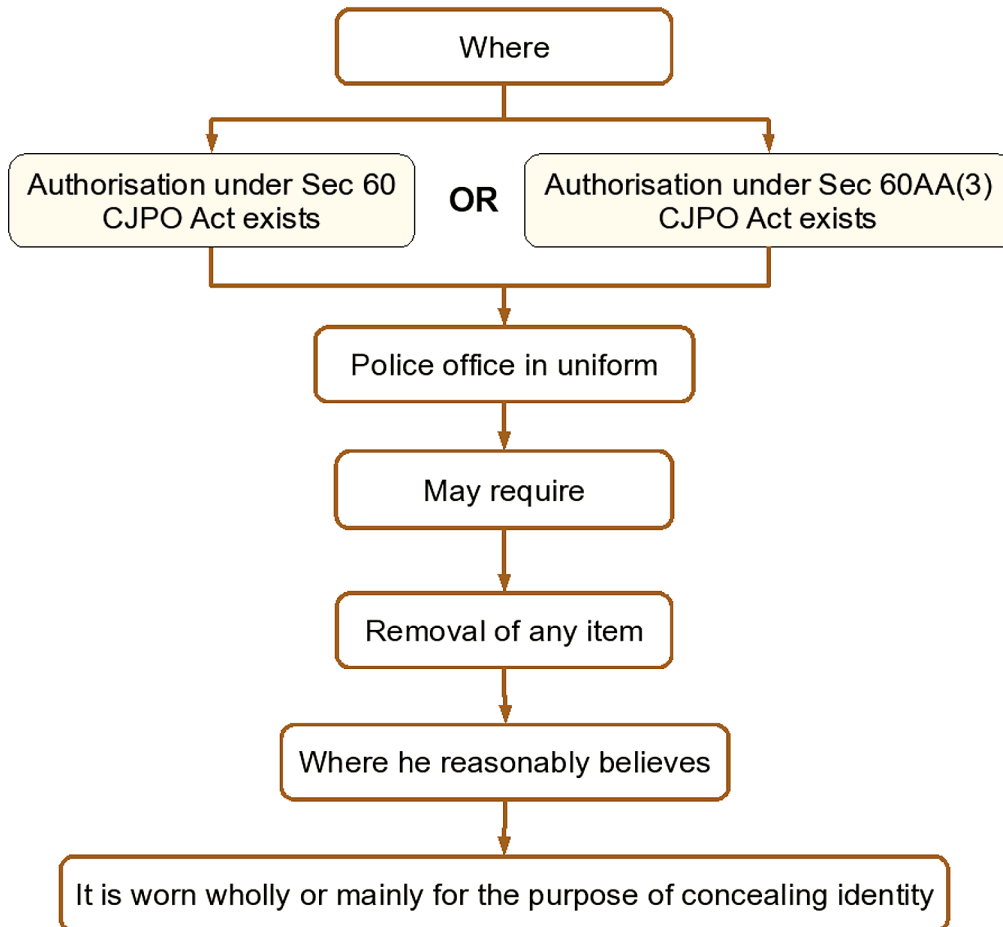 Where
Authorisation under Sec 60
CJPO Act exists
OR
Authorisation under Sec 60AA(3)
CJPO Act exists
Police office in uniform
May require
Removal of any item
Where he reasonably believes
It is worn wholly or mainly for the purpose of concealing identity